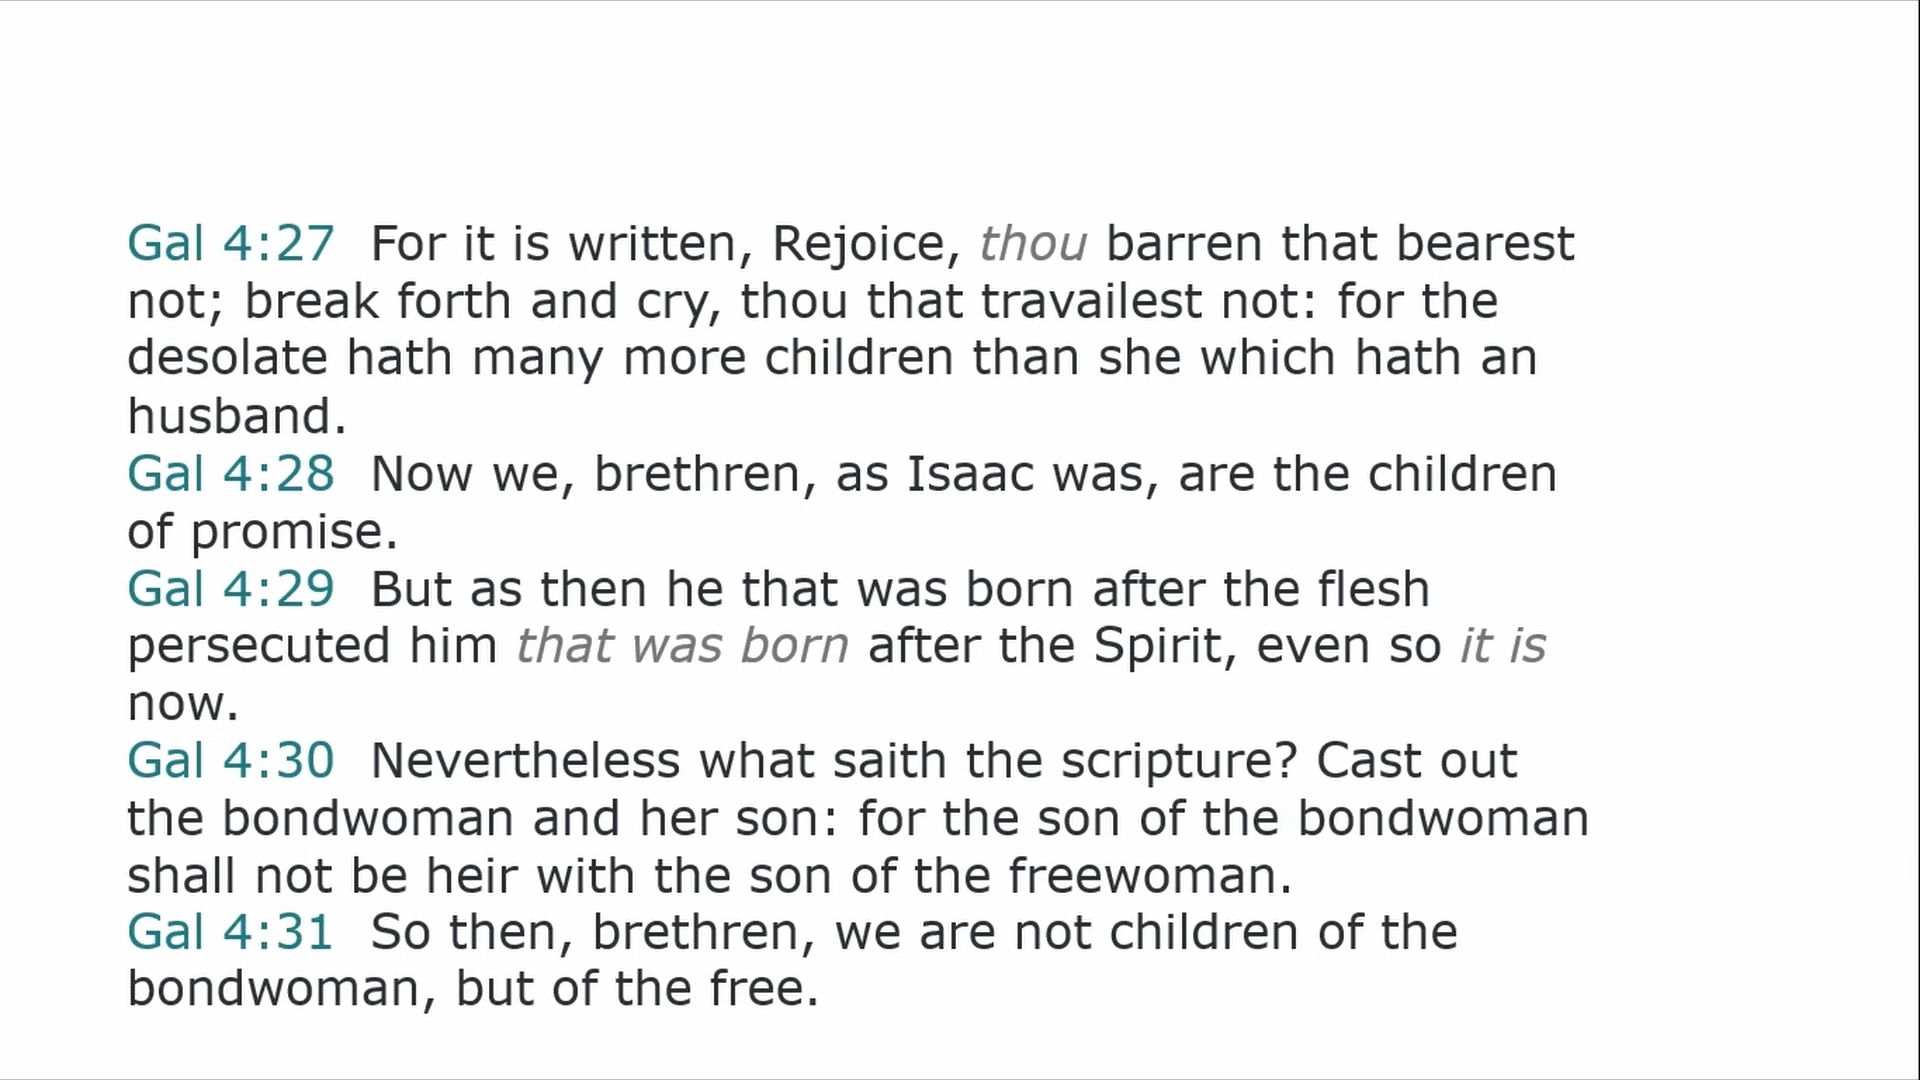 Gal 4:27  For it is written, Rejoice, thou barren that bearest
not; break forth and cry, thou that travailest not: for the
desolate hath many more children than she which hath an
husband.
Gal 4:28  Now we, brethren, as Isaac was, are the children
of promise.
Gal 4:29  But as then he that was born after the flesh
persecuted him that was born after the Spirit, even so it is
now.
Gal 4:30  Nevertheless what saith the scripture? Cast out
the bondwoman and her son: for the son of the bondwoman
shall not be heir with the son of the freewoman.
Gal 4:31  So then, brethren, we are not children of the
bondwoman, but of the free.